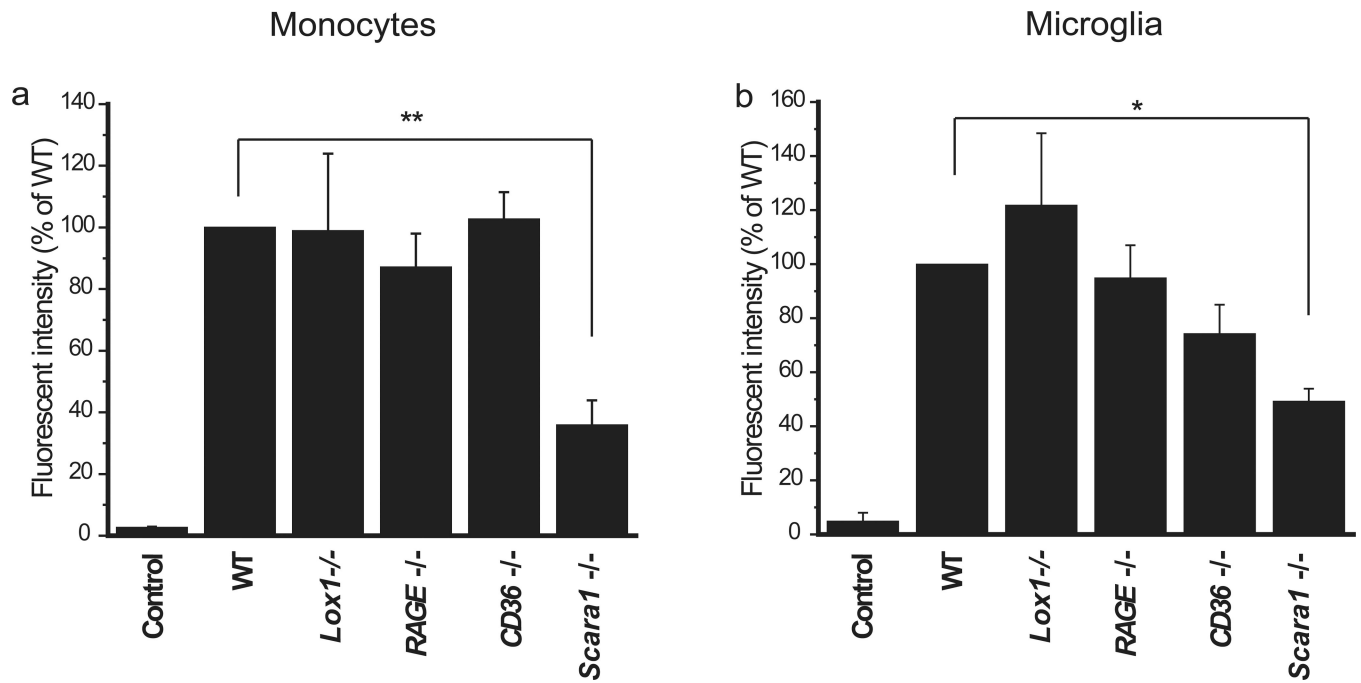 Monocytes
Microglia
a
140
120
100
80
60
40
20
0
Fluorescent intensity (% of WT)
**
Control
WT
Lox1-/-
RAGE -/-
CD36 -/-
Scara1 -/-
b
160
140
120
100
80
60
40
20
0
Fluorescent intensity (% of WT)
*
Control
WT
Lox1-/-
RAGE -/-
CD36 -/-
Scara1 -/-